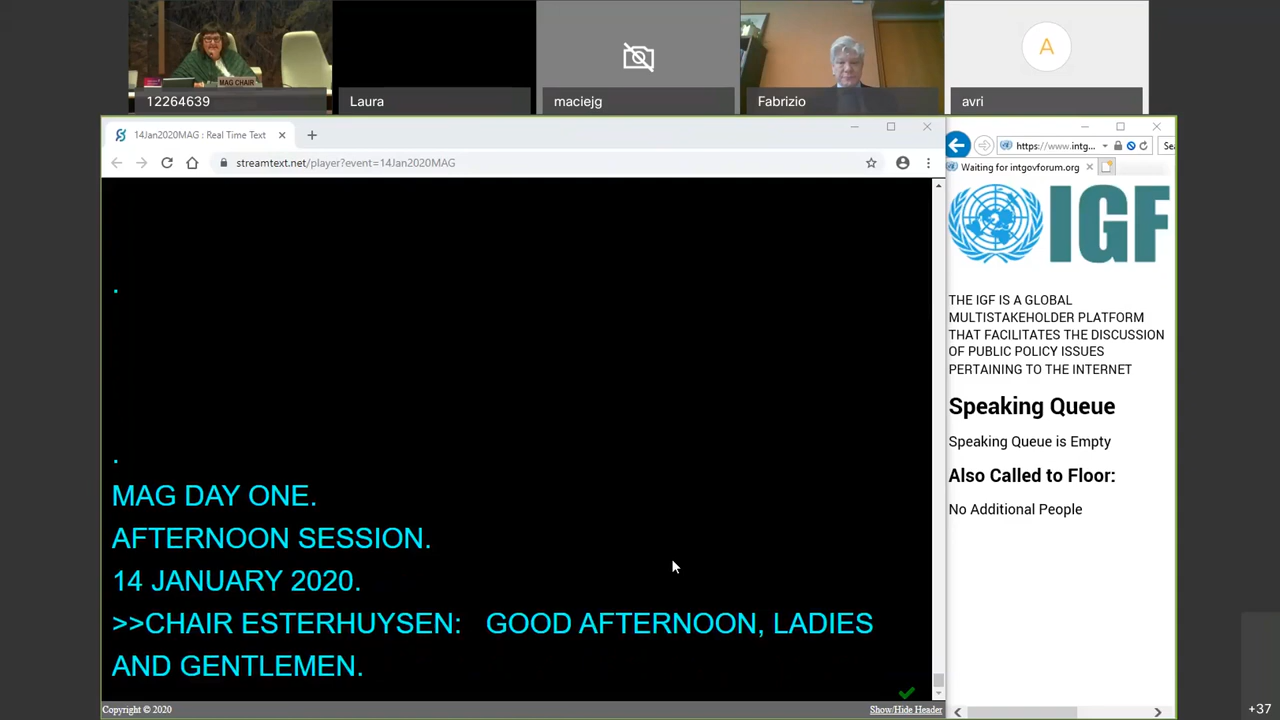 MAG CHAIR
12264639
Laura
maciejg
Fabrizio
A
avri
14Jan2020MAG : Real Time Text
streamtext.net/player?event=14Jan2020MAG
.
.
MAG DAY ONE.
AFTERNOON SESSION.
14 JANUARY 2020.
>>CHAIR ESTERHUYSEN:   GOOD AFTERNOON, LADIES
AND GENTLEMEN.
Copyright © 2020
Show/Hide Header
https://www.intg...
Sea
Waiting for intgovforum.org
IGF
THE IGF IS A GLOBAL
MULTISTAKEHOLDER PLATFORM
THAT FACILITATES THE DISCUSSION
OF PUBLIC POLICY ISSUES
PERTAINING TO THE INTERNET
Speaking Queue
Speaking Queue is Empty
Also Called to Floor:
No Additional People
+37